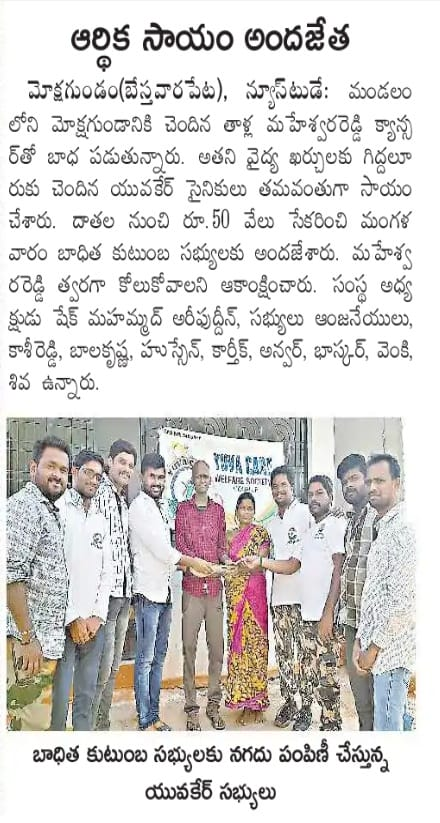 ఆర్థిక సాయం అందజేత
మోక్షగుండం(బేస్తవారపేట), న్యూస్‌టుడే: మండలం
లోని మోక్షగుండానికి చెందిన తాళ్ల మహేశ్వరరెడ్డి క్యాన్స
ర్‌తో బాధ పడుతున్నారు. అతని వైద్య ఖర్చులకు గిద్దలూ
రుకు చెందిన యువకేర్ సైనికులు తమవంతుగా సాయం
చేశారు. దాతల నుంచి రూ.50 వేలు సేకరించి మంగళ
వారం బాధిత కుటుంబ సభ్యులకు అందజేశారు. మహేశ్వ
రరెడ్డి త్వరగా కోలుకోవాలని ఆకాంక్షించారు. సంస్థ అధ్య
క్షుడు షేక్ మహమ్మద్ ఆరీపుద్దీన్, సభ్యులు ఆంజనేయులు,
కాశీరెడ్డి, బాలకృష్ణ, హుస్సేన్, కార్తీక్, అన్వర్, భాస్కర్, వెంకి,
శివ ఉన్నారు.
YUVA CARE
WELFARE SOCIETY
బాధిత కుటుంబ సభ్యులకు నగదు పంపిణీ చేస్తున్న
యువకేర్ సభ్యులు